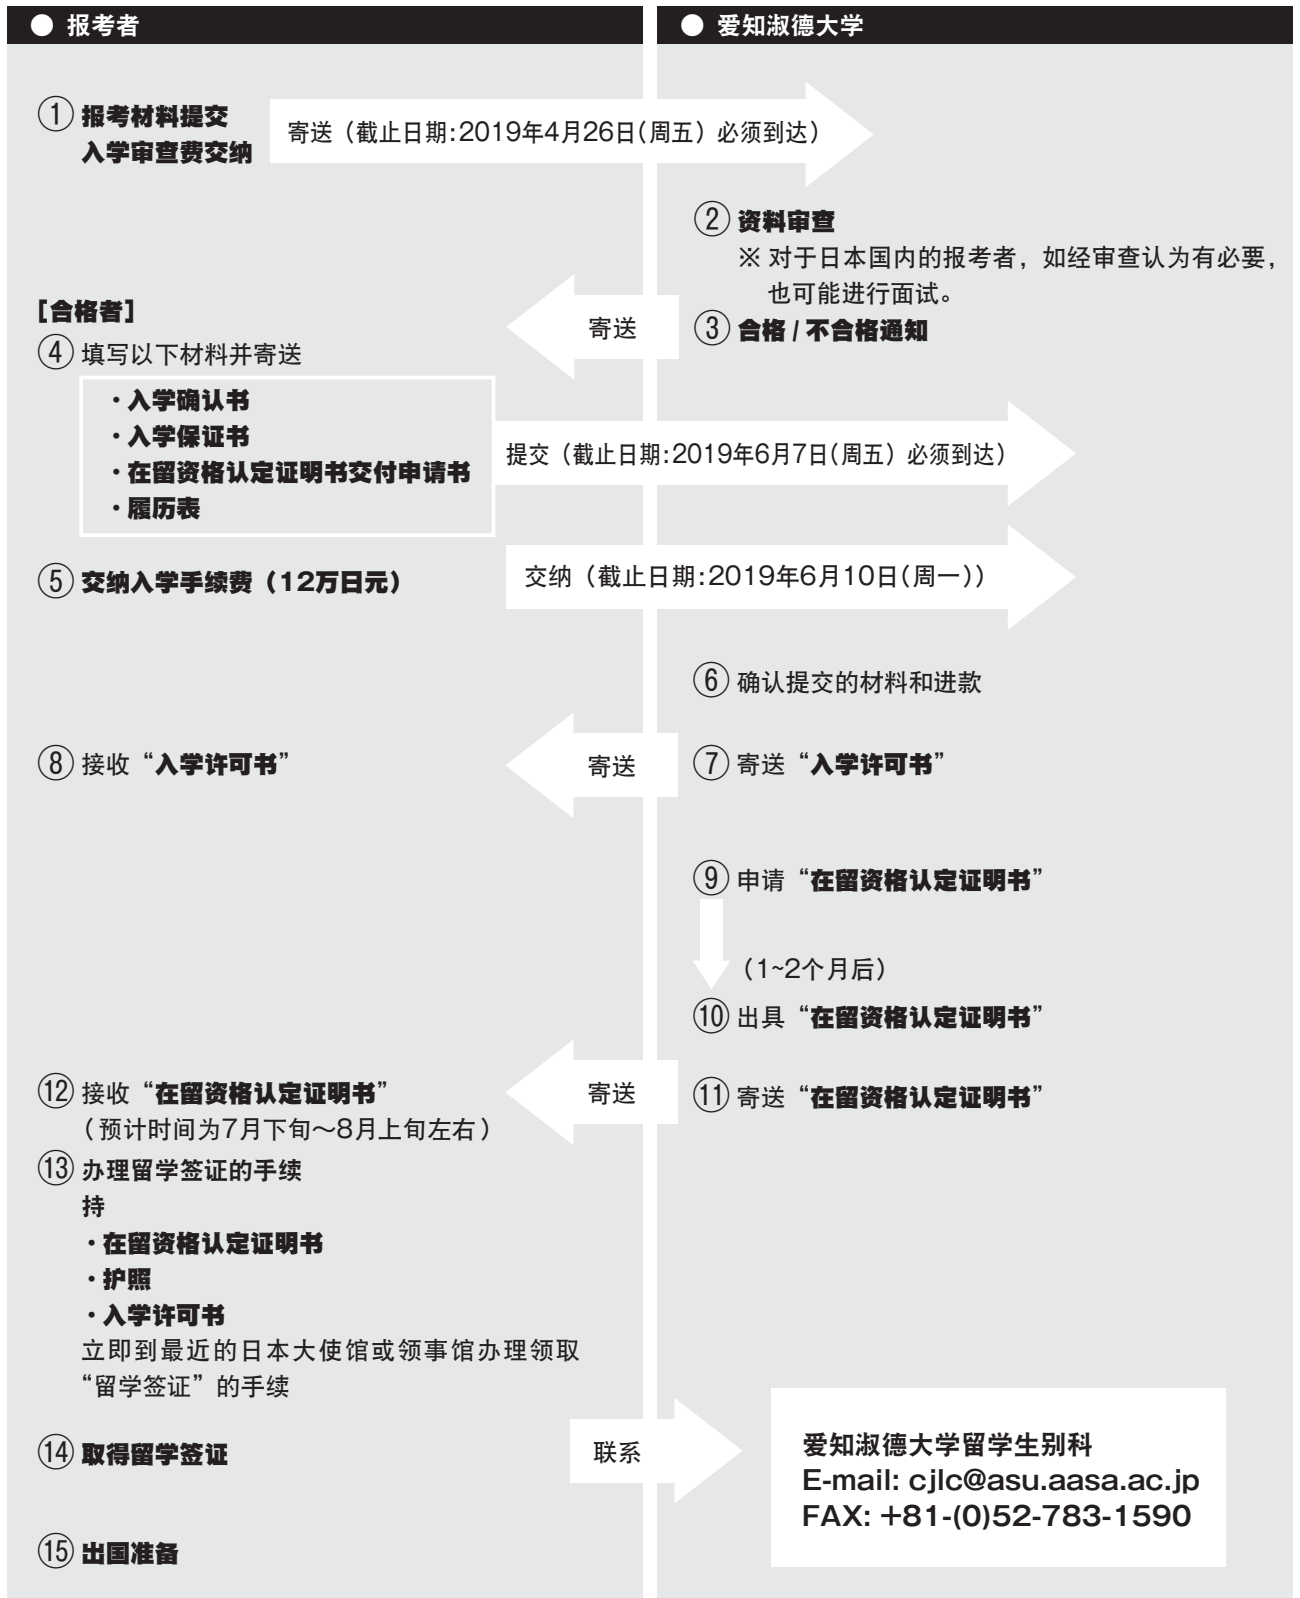 ● 报考者
● 爱知淑德大学
① 报考材料提交
入学审查费交纳
寄送（截止日期:2019年4月26日(周五）必须到达）
② 资料审查
※ 对于日本国内的报考者，如经审查认为有必要，
也可能进行面试。
寄送
③ 合格 / 不合格通知
[合格者]
④ 填写以下材料并寄送
・入学确认书
・入学保证书
・在留资格认定证明书交付申请书
・履历表
提交（截止日期:2019年6月7日(周五）必须到达）
⑤ 交纳入学手续费（12万日元）
交纳（截止日期:2019年6月10日(周一)）
⑥ 确认提交的材料和进款
⑧ 接收“入学许可书”
寄送
⑦ 寄送“入学许可书”
⑨ 申请“在留资格认定证明书”
（1~2个月后）
⑩ 出具“在留资格认定证明书”
⑫ 接收“在留资格认定证明书”
（预计时间为7月下旬～8月上旬左右）
寄送
⑪ 寄送“在留资格认定证明书”
⑬ 办理留学签证的手续
持
・在留资格认定证明书
・护照
・入学许可书
立即到最近的日本大使馆或领事馆办理领取
“留学签证”的手续
⑭ 取得留学签证
联系
爱知淑德大学留学生别科
E-mail: cjlc@asu.aasa.ac.jp
FAX: +81-(0)52-783-1590
⑮ 出国准备